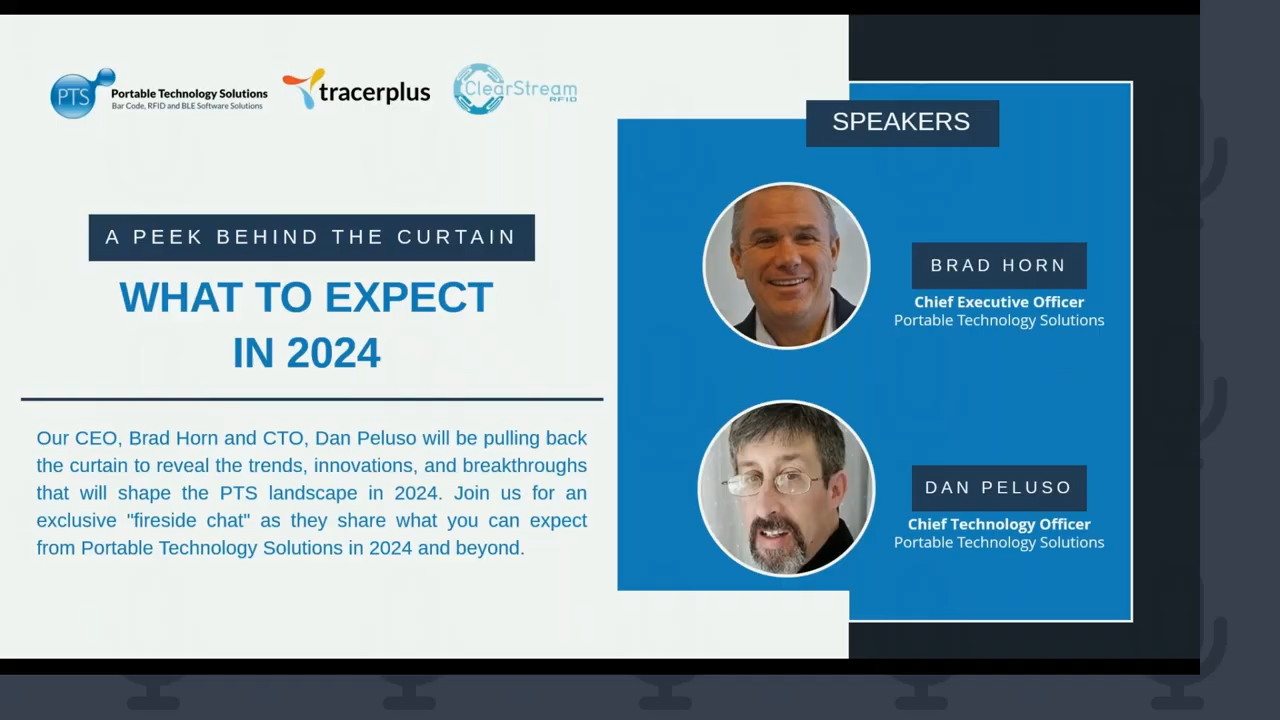 PTS
Portable Technology Solutions
Bar Code, RFID and BLE Software Solutions
tracerplus
ClearStream
RFID
A PEEK BEHIND THE CURTAIN
WHAT TO EXPECT
IN 2024
Our CEO, Brad Horn and CTO, Dan Peluso will be pulling back
the curtain to reveal the trends, innovations, and breakthroughs
that will shape the PTS landscape in 2024. Join us for an
exclusive "fireside chat" as they share what you can expect
from Portable Technology Solutions in 2024 and beyond.
SPEAKERS
BRAD HORN
Chief Executive Officer
Portable Technology Solutions
DAN PELUSO
Chief Technology Officer
Portable Technology Solutions